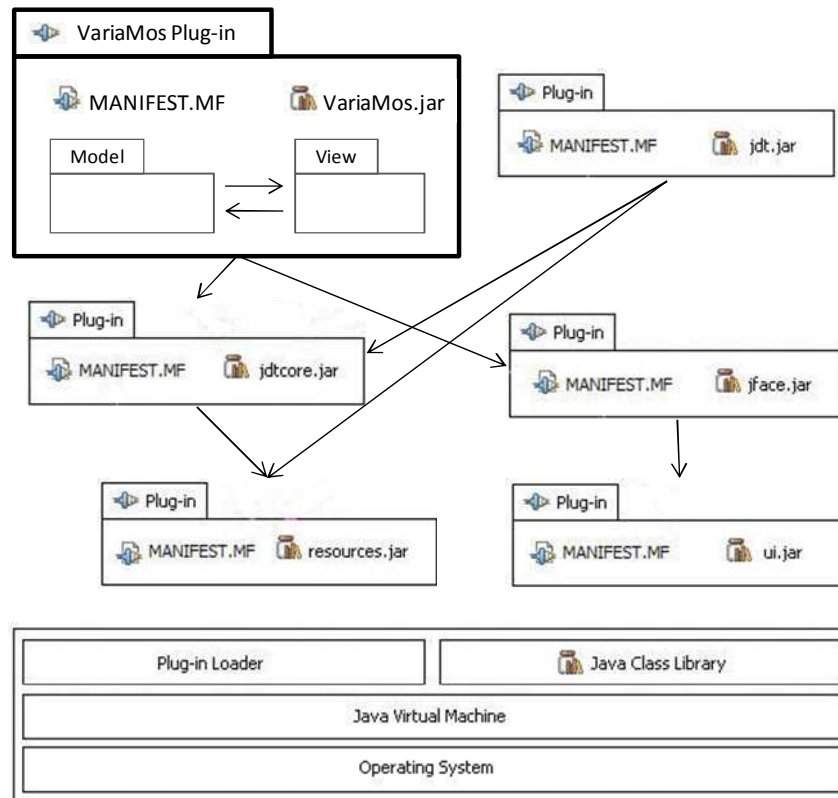 VariaMos Plug-in
MANIFEST.MF VariaMos.jar
Model View
Plug-in
MANIFEST.MF jdt.jar
Plug-in
MANIFEST.MF jdtcore.jar
Plug-in
MANIFEST.MF jface.jar
Plug-in
MANIFEST.MF resources.jar
Plug-in
MANIFEST.MF ui.jar
Plug-in Loader
Java Class Library
Java Virtual Machine
Operating System